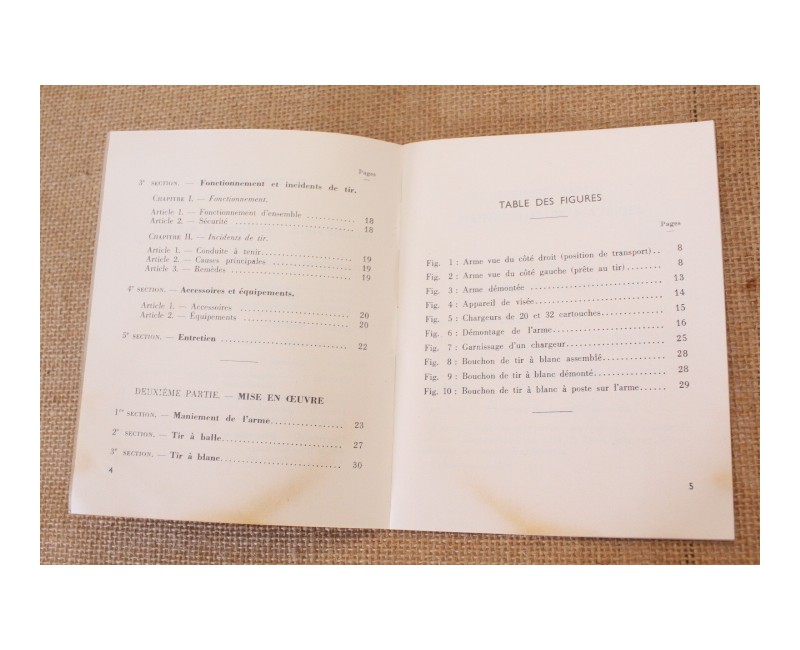 Pages
3e SECTION. — Fonctionnement et incidents de tir.
CHAPITRE I. — Fonctionnement.
Article 1. — Fonctionnement d'ensemble .................. 18
Article 2. — Sécurité ................................... 18
CHAPITRE II. — Incidents de tir.
Article 1. — Conduite à tenir............................ 19
Article 2. — Causes principales ......................... 19
Article 3. — Remèdes .................................... 19
4e SECTION. — Accessoires et équipements.
Article 1. — Accessoires ................................ 20
Article 2. — Équipements ................................ 20
5e SECTION. — Entretien ................................. 22
DEUXIÈME PARTIE. — MISE EN ŒUVRE
1re SECTION. — Maniement de l'arme....................... 23
2e SECTION. — Tir à balle................................ 27
3e SECTION. — Tir à blanc................................ 30
4
TABLE DES FIGURES
Pages
Fig. 1 : Arme vue du côté droit (position de transport).. 8
Fig. 2 : Arme vue du côté gauche (prête au tir)........ 8
Fig. 3 : Arme démontée .................................. 13
Fig. 4 : Appareil de visée............................... 14
Fig. 5 : Chargeurs de 20 et 32 cartouches................ 15
Fig. 6 : Démontage de l'arme............................. 16
Fig. 7 : Garnissage d'un chargeur........................ 25
Fig. 8 : Bouchon de tir à blanc assemblé................. 28
Fig. 9 : Bouchon de tir à blanc démonté.................. 28
Fig. 10 : Bouchon de tir à blanc à poste sur l'arme...... 29
5